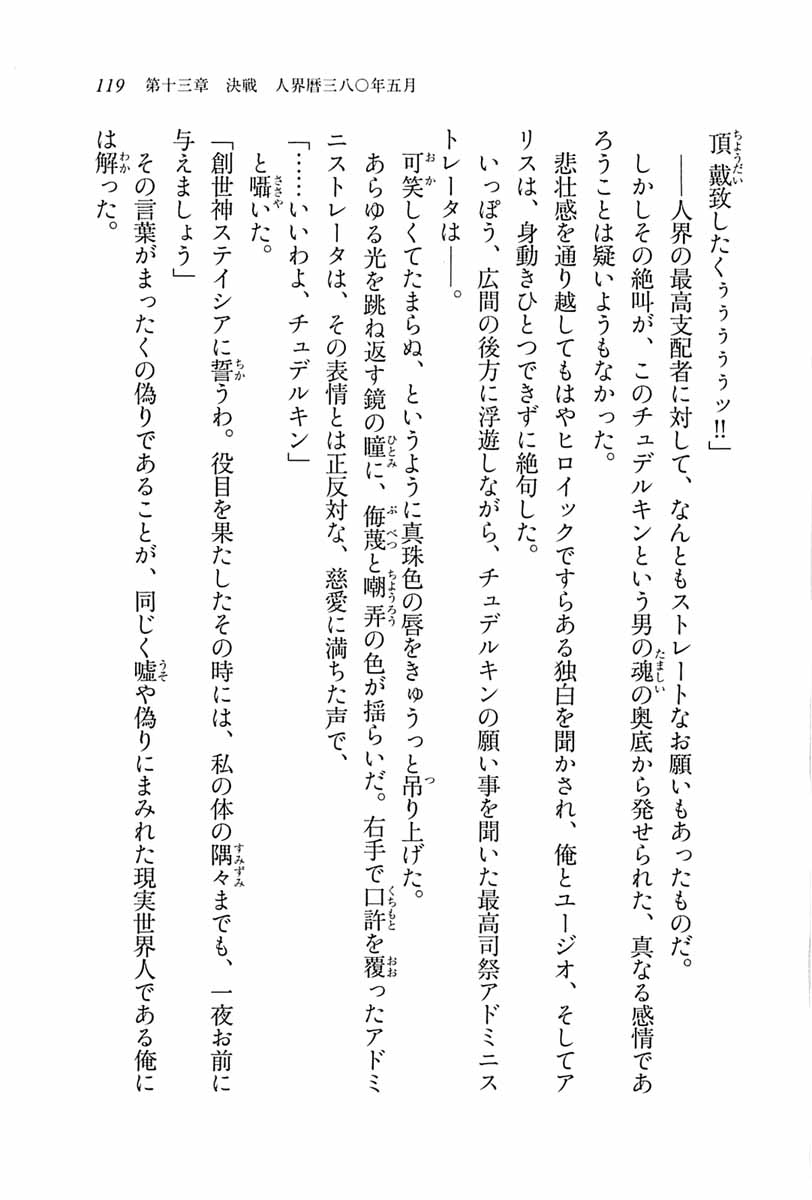 119 第十三章 決戦 人界暦三八〇年五月
頂戴致したくぅぅぅぅぅッ!!」
――人界の最高支配者に対して、なんともストレートなお願いもあったものだ。
しかしその絶叫が、このチュデルキンという男の魂の奥底から発せられた、真なる感情であ
ろうことは疑いようもなかった。
悲壮感を通り越してもはやヒロイックですらある独白を聞かされ、俺とユージオ、そしてア
リスは、身動きひとつできずに絶句した。
いっぽう、広間の後方に浮遊しながら、チュデルキンの願い事を聞いた最高司祭アドミニス
トレータは――。
可笑しくてたまらぬ、というように真珠色の唇をきゅうっと吊り上げた。
あらゆる光を跳ね返す鏡の瞳に、侮蔑と嘲弄の色が揺らいだ。右手で口許を覆ったアドミ
ニストレータは、その表情とは正反対な、慈愛に満ちた声で、
「……いいわよ、チュデルキン」
と囁いた。
「創世神ステイシアに誓うわ。役目を果たしたその時には、私の体の隅々までも、一夜お前に
与えましょう」
その言葉がまったくの偽りであることが、同じく嘘や偽りにまみれた現実世界人である俺に
は解った。